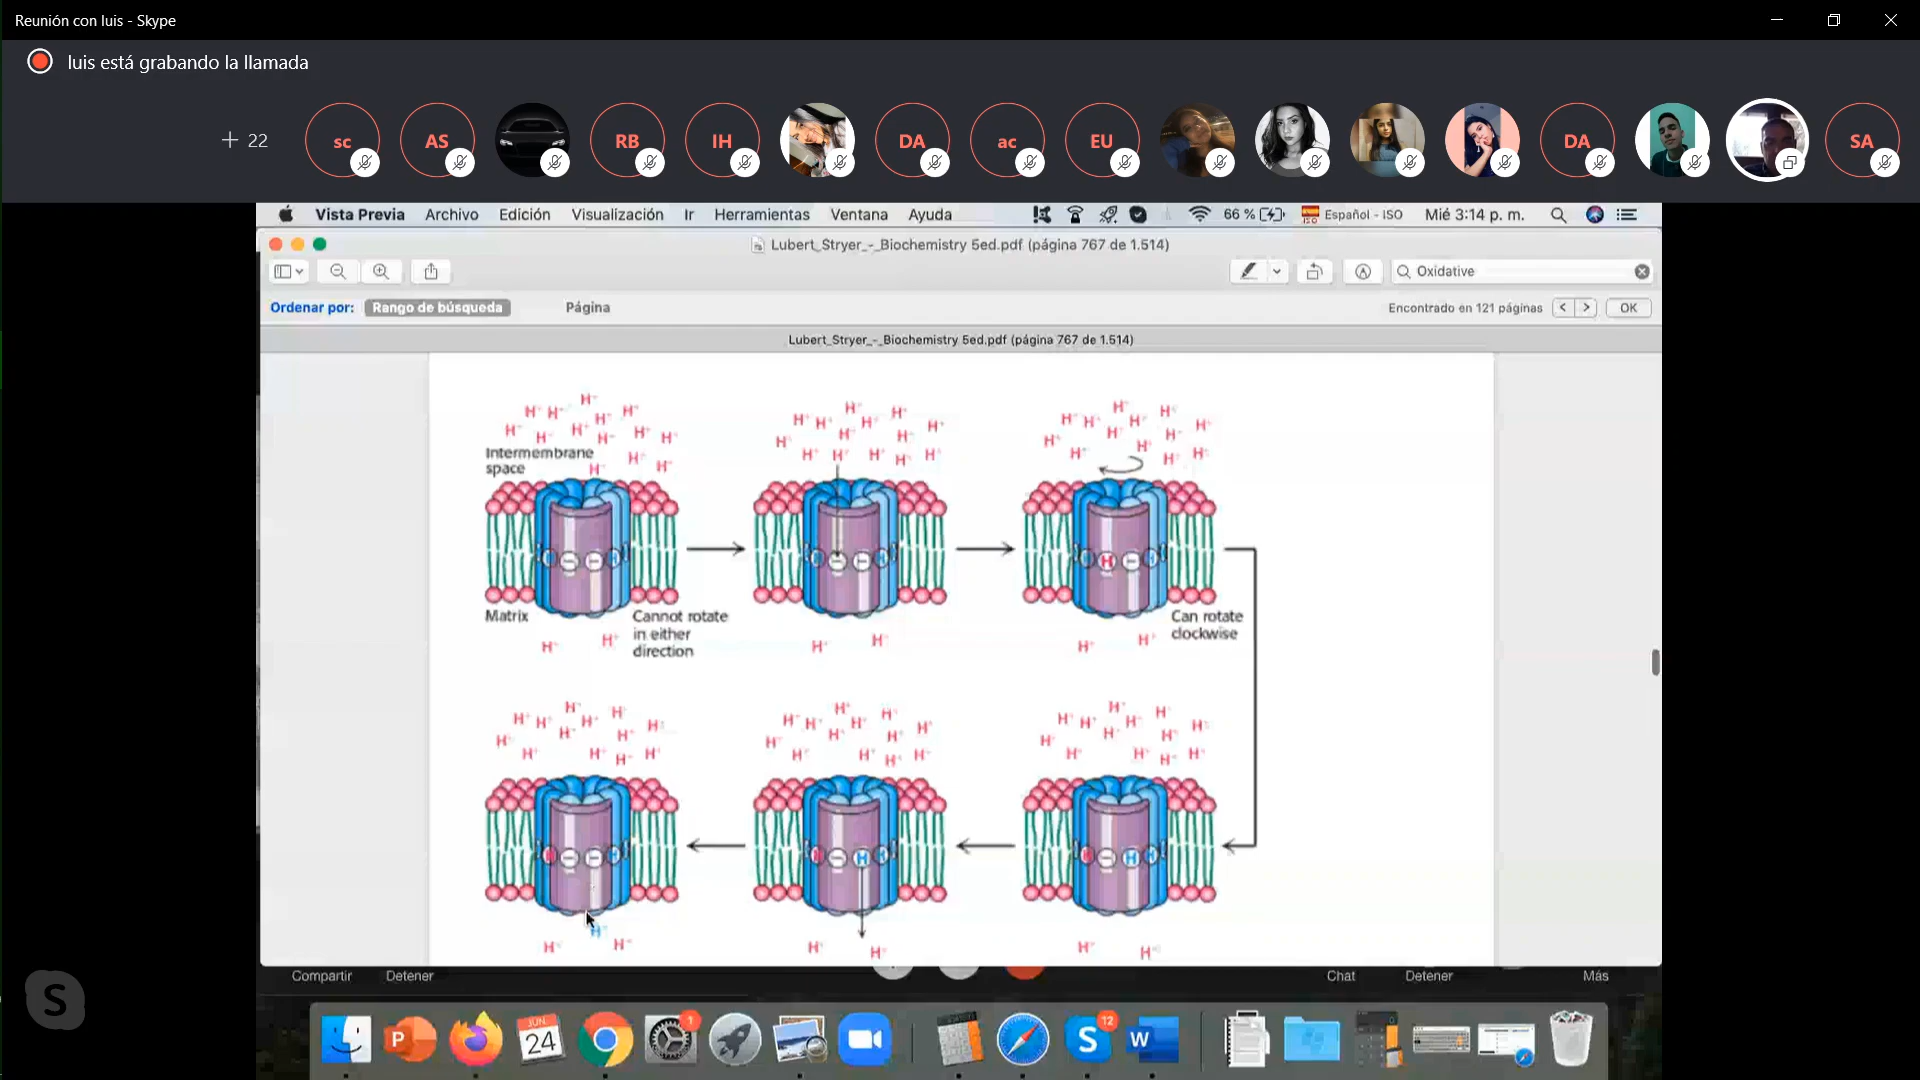 Reunión con luis - Skype
luis está grabando la llamada
+ 22
sc
AS
RB
IH
DA
ac
EU
DA
SA
Vista Previa Archivo Edición Visualización Ir Herramientas Ventana Ayuda
66 % Español - ISO Mié 3:14 p. m.
Lubert_Stryer_-_Biochemistry 5ed.pdf (página 767 de 1.514)
Oxidative
Ordenar por: Rango de búsqueda Página
Encontrado en 121 páginas < > OK
Lubert_Stryer_-_Biochemistry 5ed.pdf (página 767 de 1.514)
Intermembrane
space
Matrix
Cannot rotate
in either
direction
Can rotate
clockwise
H⁺ H⁺ H⁺
Compartir Detener
Chat Detener Más
S
P
JUN
24
1
S
12
W